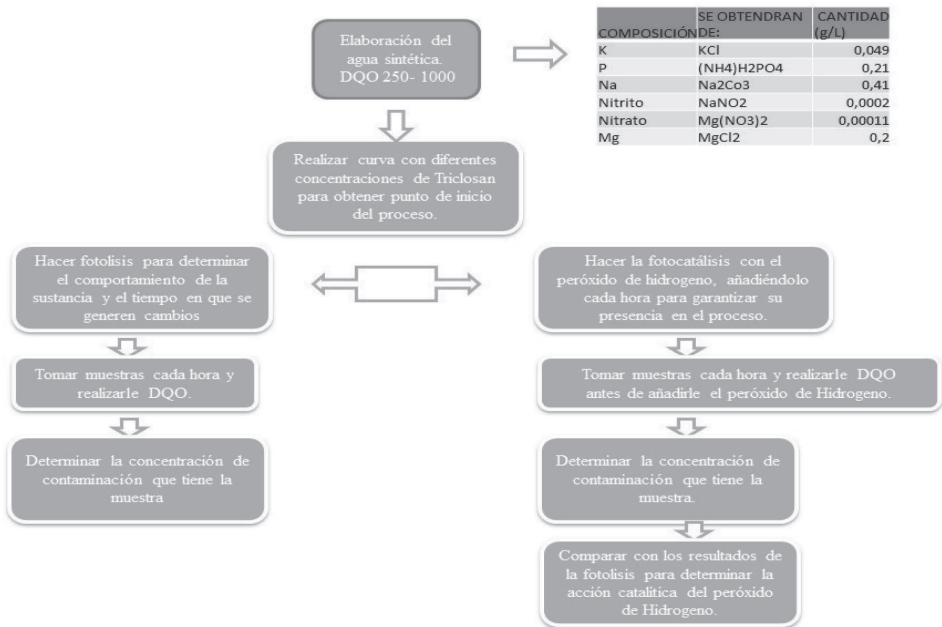 Elaboración del
agua sintética.
DQO 250- 1000
SE OBTENDRAN CANTIDAD
COMPOSICIÓN DE: (g/L)
K KCl 0,049
P (NH4)H2PO4 0,21
Na Na2Co3 0,41
Nitrito NaNO2 0,0002
Nitrato Mg(NO3)2 0,00011
Mg MgCl2 0,2
Realizar curva con diferentes
concentraciones de Triclosan
para obtener punto de inicio
del proceso.
Hacer fotolisis para determinar
el comportamiento de la
sustancia y el tiempo en que se
generen cambios
Tomar muestras cada hora y
realizarle DQO.
Determinar la concentración de
contaminación que tiene la
muestra
Hacer la fotocatálisis con el
peróxido de hidrogeno, añadiéndolo
cada hora para garantizar su
presencia en el proceso.
Tomar muestras cada hora y realizarle DQO
antes de añadirle el peróxido de Hidrogeno.
Determinar la concentración de
contaminación que tiene la
muestra.
Comparar con los resultados de
la fotolisis para determinar la
acción catalítica del peróxido
de Hidrogeno.